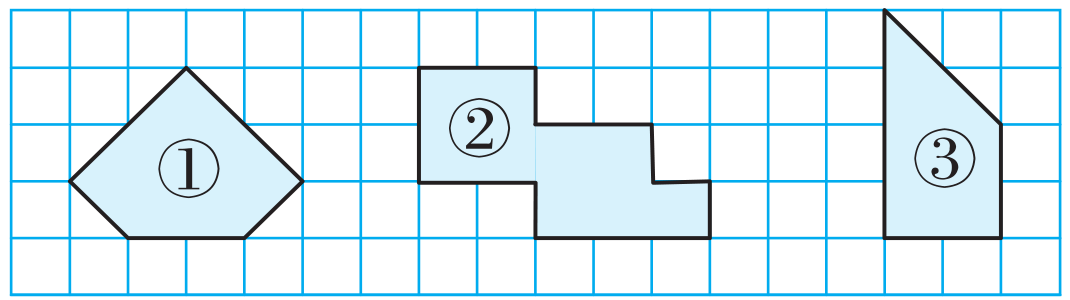 ① ② ③